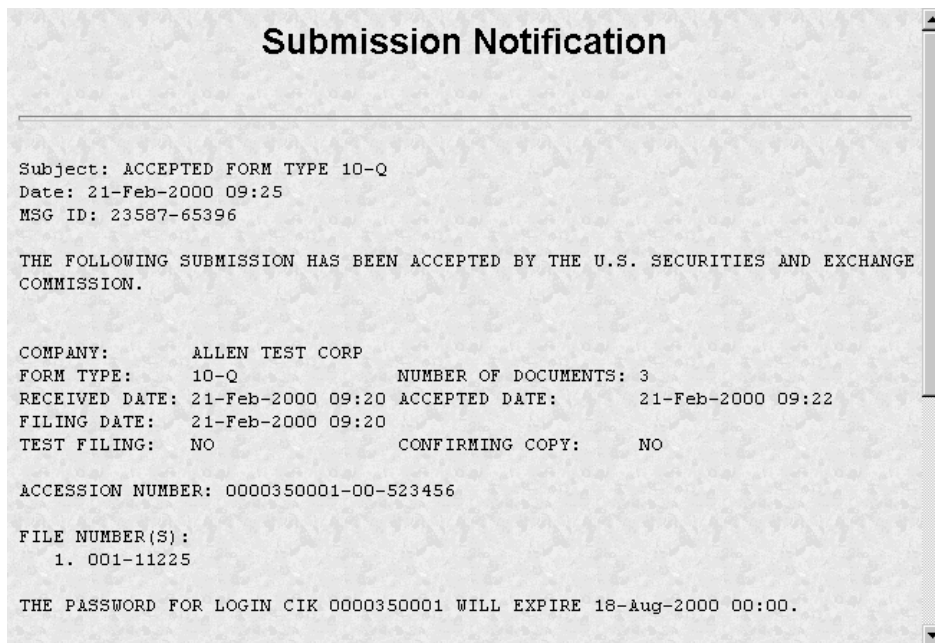 Submission Notification
Subject: ACCEPTED FORM TYPE 10-Q
Date: 21-Feb-2000 09:25
MSG ID: 23587-65396
THE FOLLOWING SUBMISSION HAS BEEN ACCEPTED BY THE U.S. SECURITIES AND EXCHANGE
COMMISSION.
COMPANY: ALLEN TEST CORP
FORM TYPE: 10-Q NUMBER OF DOCUMENTS: 3
RECEIVED DATE: 21-Feb-2000 09:20 ACCEPTED DATE: 21-Feb-2000 09:22
FILING DATE: 21-Feb-2000 09:20
TEST FILING: NO CONFIRMING COPY: NO
ACCESSION NUMBER: 0000350001-00-523456
FILE NUMBER(S):
1. 001-11225
THE PASSWORD FOR LOGIN CIK 0000350001 WILL EXPIRE 18-Aug-2000 00:00.